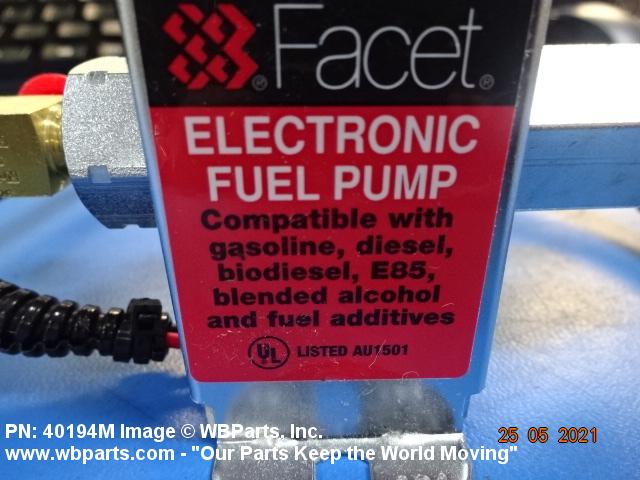 Facet®
ELECTRONIC
FUEL PUMP
Compatible with
gasoline, diesel,
biodiesel, E85,
blended alcohol
and fuel additives
UL LISTED AU1501
PN: 40194M Image © WBParts, Inc.
25 05 2021
www.wbparts.com - "Our Parts Keep the World Moving"